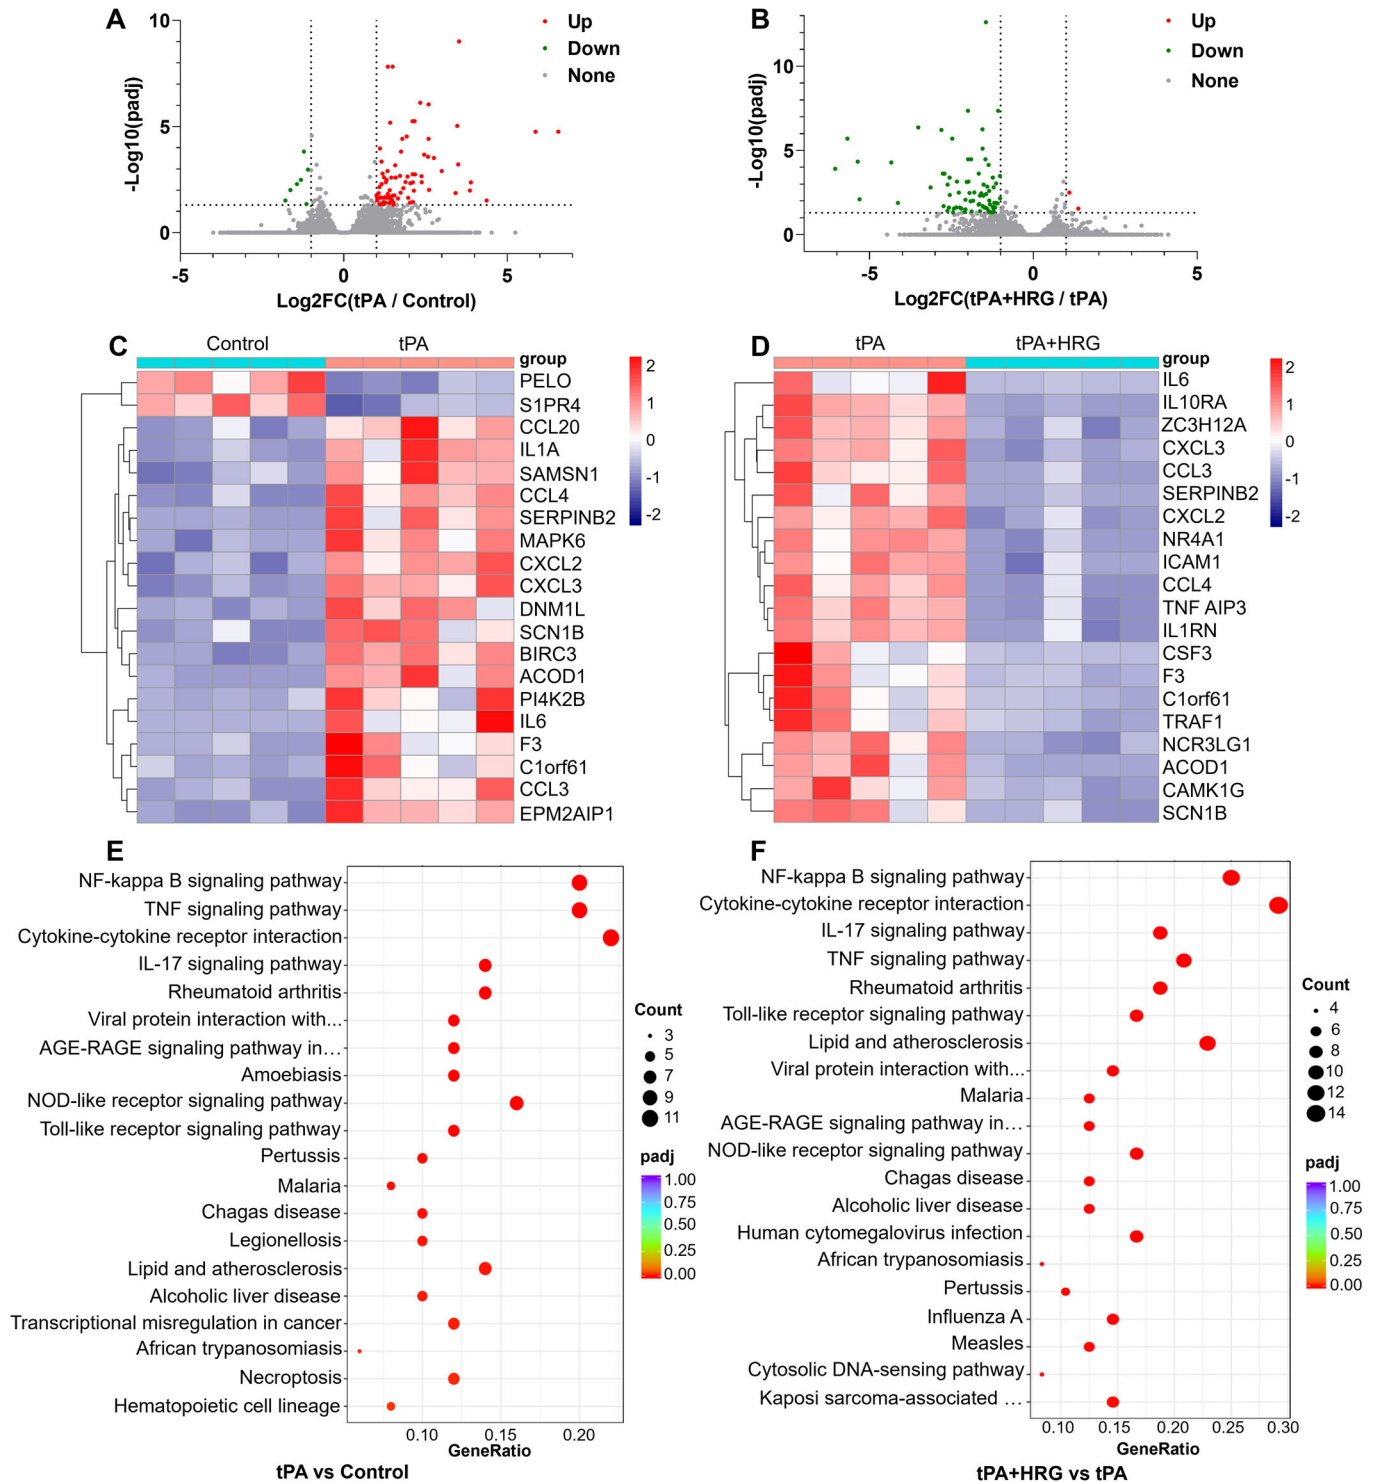 A
10
5
0
-5
0
5
-Log10(padj)
Log2FC(tPA / Control)
Up
Down
None
B
10
5
0
-5
0
5
-Log10(padj)
Log2FC(tPA+HRG / tPA)
Up
Down
None
C
Control
tPA
group
PELO
S1PR4
CCL20
IL1A
SAMSN1
CCL4
SERPINB2
MAPK6
CXCL2
CXCL3
DNM1L
SCN1B
BIRC3
ACOD1
PI4K2B
IL6
F3
C1orf61
CCL3
EPM2AIP1
2
1
0
-1
-2
D
tPA
tPA+HRG
group
IL6
IL10RA
ZC3H12A
CXCL3
CCL3
SERPINB2
CXCL2
NR4A1
ICAM1
CCL4
TNF AIP3
IL1RN
CSF3
F3
C1orf61
TRAF1
NCR3LG1
ACOD1
CAMK1G
SCN1B
2
1
0
-1
-2
E
NF-kappa B signaling pathway
TNF signaling pathway
Cytokine-cytokine receptor interaction
IL-17 signaling pathway
Rheumatoid arthritis
Viral protein interaction with...
AGE-RAGE signaling pathway in...
Amoebiasis
NOD-like receptor signaling pathway
Toll-like receptor signaling pathway
Pertussis
Malaria
Chagas disease
Legionellosis
Lipid and atherosclerosis
Alcoholic liver disease
Transcriptional misregulation in cancer
African trypanosomiasis
Necroptosis
Hematopoietic cell lineage
0.10
0.15
0.20
GeneRatio
tPA vs Control
Count
3
5
7
9
11
padj
1.00
0.75
0.50
0.25
0.00
F
NF-kappa B signaling pathway
Cytokine-cytokine receptor interaction
IL-17 signaling pathway
TNF signaling pathway
Rheumatoid arthritis
Toll-like receptor signaling pathway
Lipid and atherosclerosis
Viral protein interaction with...
Malaria
AGE-RAGE signaling pathway in...
NOD-like receptor signaling pathway
Chagas disease
Alcoholic liver disease
Human cytomegalovirus infection
African trypanosomiasis
Pertussis
Influenza A
Measles
Cytosolic DNA-sensing pathway
Kaposi sarcoma-associated ...
0.10
0.15
0.20
0.25
0.30
GeneRatio
tPA+HRG vs tPA
Count
4
6
8
10
12
14
padj
1.00
0.75
0.50
0.25
0.00